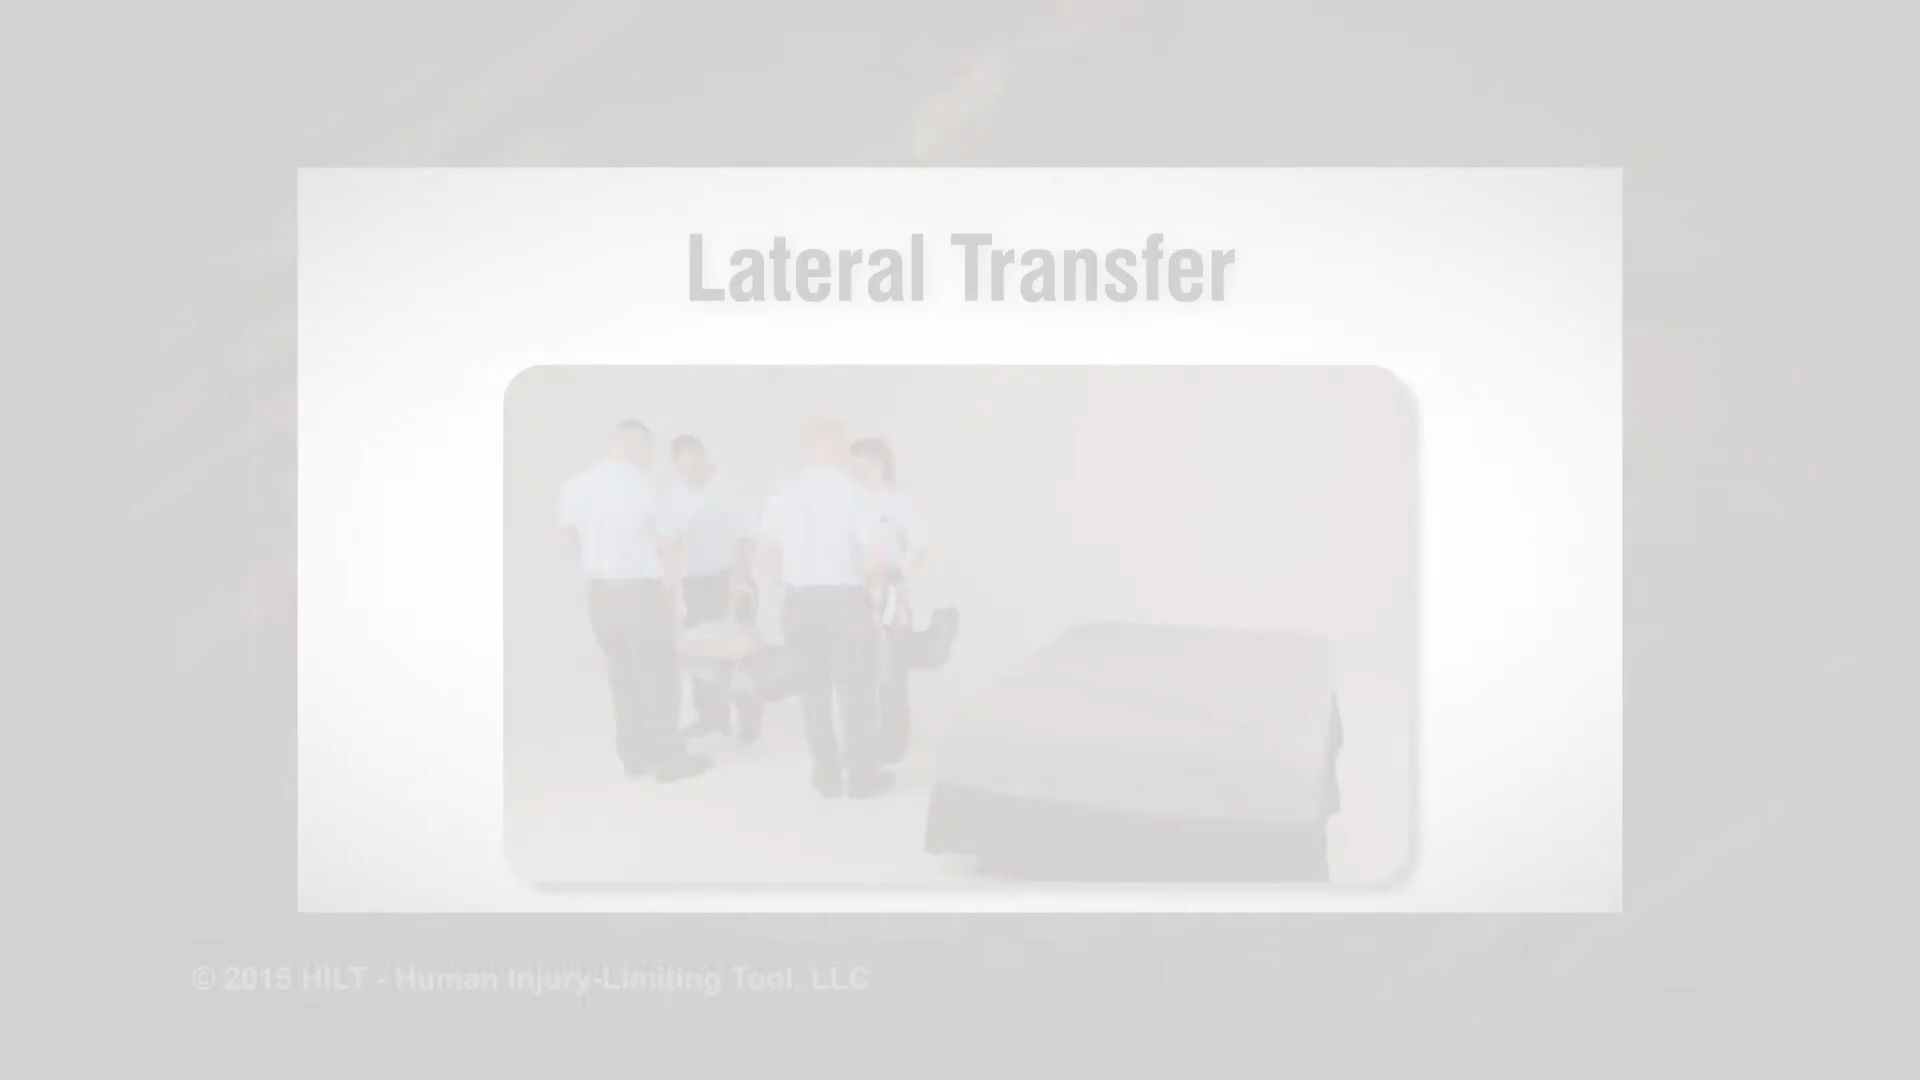 Lateral Transfer
© 2015 HILT - Human Injury-Limiting Tool, LLC